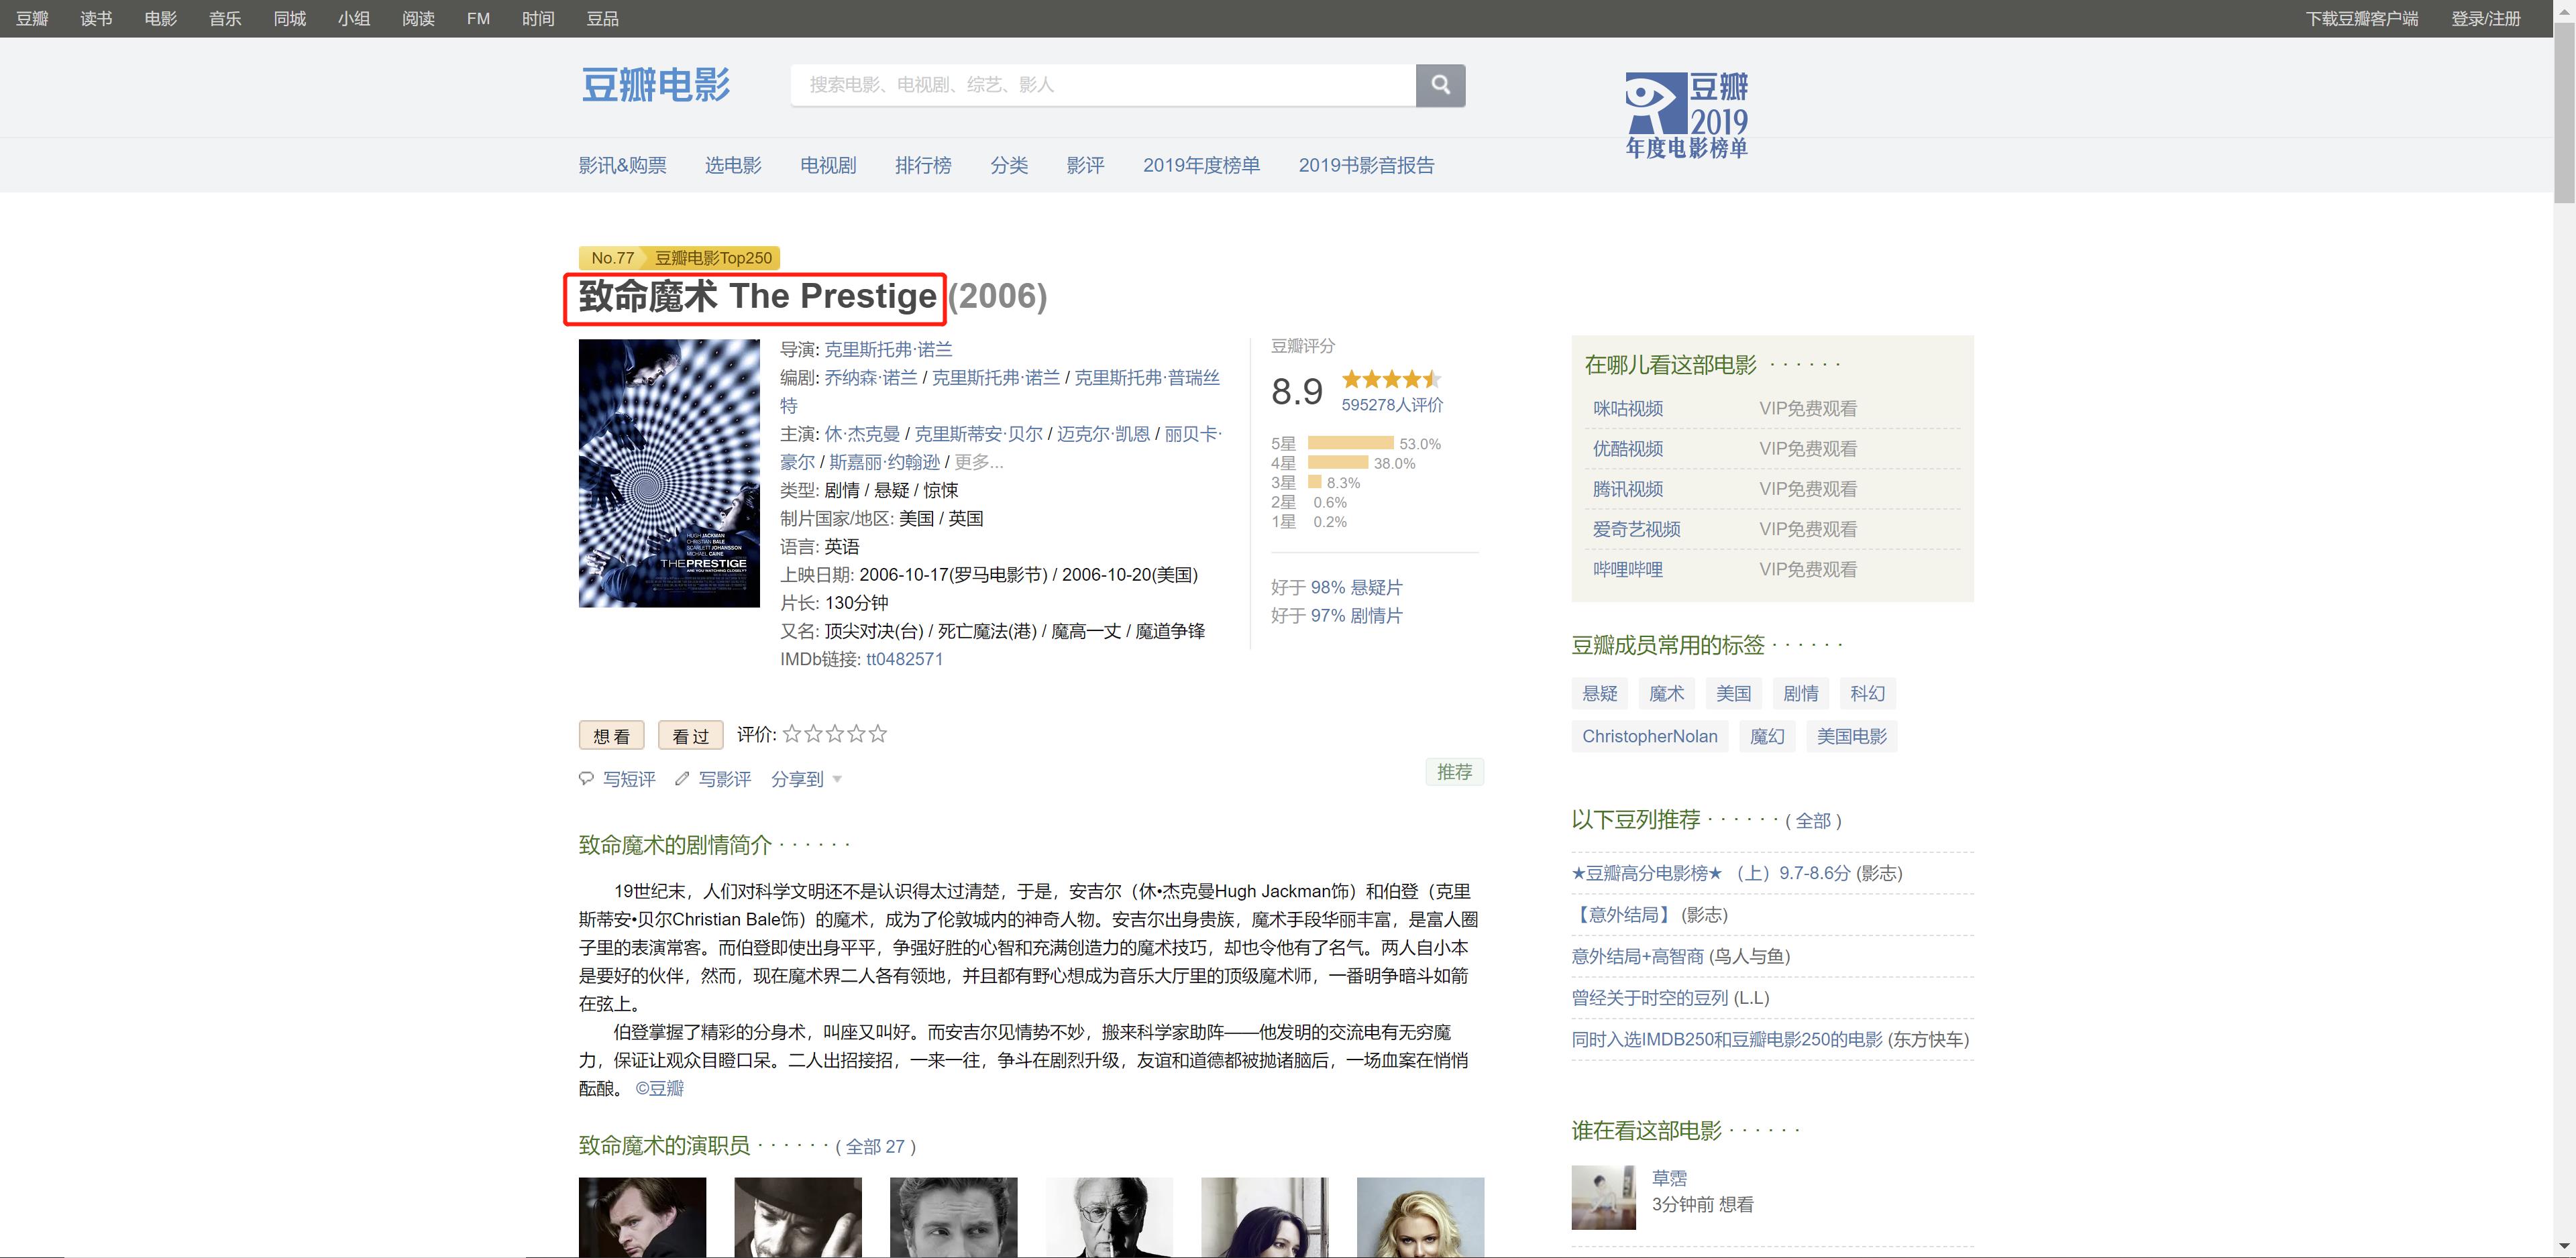 豆瓣 读书 电影 音乐 同城 小组 阅读 FM 时间 豆品 下载豆瓣客户端 登录/注册
豆瓣电影
搜索电影、电视剧、综艺、影人
豆瓣
2019
年度电影榜单
影讯&购票 选电影 电视剧 排行榜 分类 影评 2019年度榜单 2019书影音报告
No.77 豆瓣电影Top250
致命魔术 The Prestige (2006)
HUGH JACKMAN
CHRISTIAN BALE
SCARLETT JOHANSSON
MICHAEL CAINE
THE PRESTIGE
ARE YOU WATCHING CLOSELY?
导演: 克里斯托弗·诺兰
编剧: 乔纳森·诺兰 / 克里斯托弗·诺兰 / 克里斯托弗·普瑞丝
特
主演: 休·杰克曼 / 克里斯蒂安·贝尔 / 迈克尔·凯恩 / 丽贝卡·
豪尔 / 斯嘉丽·约翰逊 / 更多...
类型: 剧情 / 悬疑 / 惊悚
制片国家/地区: 美国 / 英国
语言: 英语
上映日期: 2006-10-17(罗马电影节) / 2006-10-20(美国)
片长: 130分钟
又名: 顶尖对决(台) / 死亡魔法(港) / 魔高一丈 / 魔道争锋
IMDb链接: tt0482571
豆瓣评分
8.9
595278人评价
5星 53.0%
4星 38.0%
3星 8.3%
2星 0.6%
1星 0.2%
好于 98% 悬疑片
好于 97% 剧情片
想看 看过 评价:
写短评 写影评 分享到
推荐
致命魔术的剧情简介 · · · · · ·
19世纪末，人们对科学文明还不是认识得太过清楚，于是，安吉尔（休•杰克曼Hugh Jackman饰）和伯登（克里
斯蒂安•贝尔Christian Bale饰）的魔术，成为了伦敦城内的神奇人物。安吉尔出身贵族，魔术手段华丽丰富，是富人圈
子里的表演常客。而伯登即使出身平平，争强好胜的心智和充满创造力的魔术技巧，却也令他有了名气。两人自小本
是要好的伙伴，然而，现在魔术界二人各有领地，并且都有野心想成为音乐大厅里的顶级魔术师，一番明争暗斗如箭
在弦上。
伯登掌握了精彩的分身术，叫座又叫好。而安吉尔见情势不妙，搬来科学家助阵——他发明的交流电有无穷魔
力，保证让观众目瞪口呆。二人出招接招，一来一往，争斗在剧烈升级，友谊和道德都被抛诸脑后，一场血案在悄悄
酝酿。 ©豆瓣
致命魔术的演职员 · · · · · · ( 全部 27 )
在哪儿看这部电影 · · · · · ·
咪咕视频 VIP免费观看
优酷视频 VIP免费观看
腾讯视频 VIP免费观看
爱奇艺视频 VIP免费观看
哔哩哔哩 VIP免费观看
豆瓣成员常用的标签 · · · · · ·
悬疑 魔术 美国 剧情 科幻
ChristopherNolan 魔幻 美国电影
以下豆列推荐 · · · · · · ( 全部 )
★豆瓣高分电影榜★ （上）9.7-8.6分 (影志)
【意外结局】 (影志)
意外结局+高智商 (鸟人与鱼)
曾经关于时空的豆列 (L.L)
同时入选IMDB250和豆瓣电影250的电影 (东方快车)
谁在看这部电影 · · · · · ·
草霑
3分钟前 想看